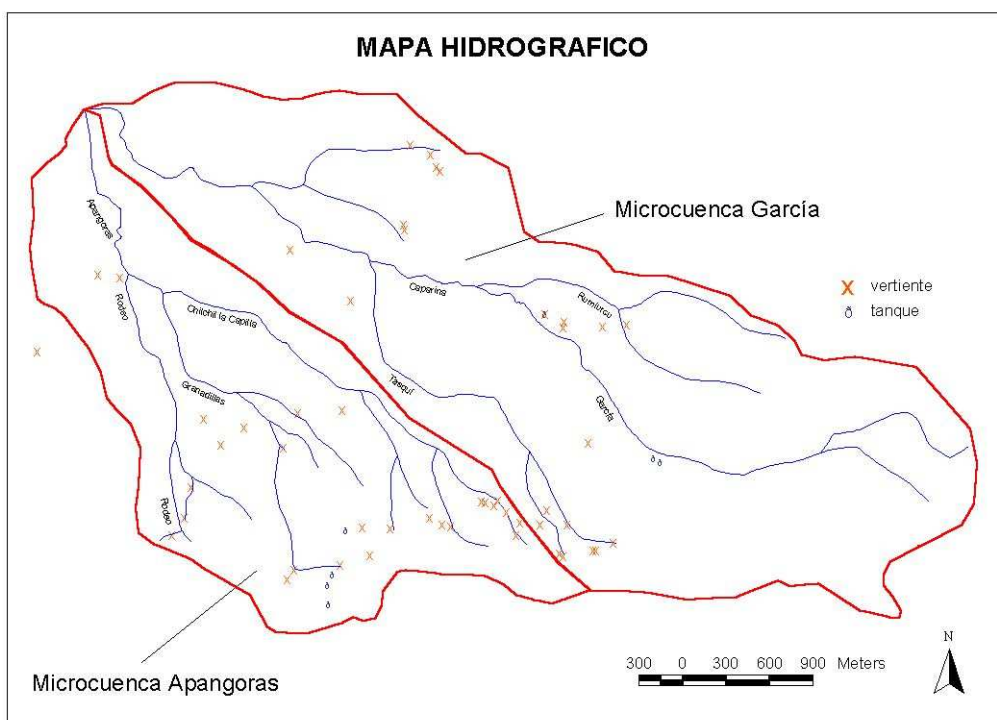 MAPA HIDROGRAFICO
Microcuenca García
Apangoras
Rodeo
Chilchil la Capilla
Caparina
Rumiurcu
X vertiente
tanque
Granadillas
Tasqui
García
Rodeo
Microcuenca Apangoras
N
300 0 300 600 900 Meters